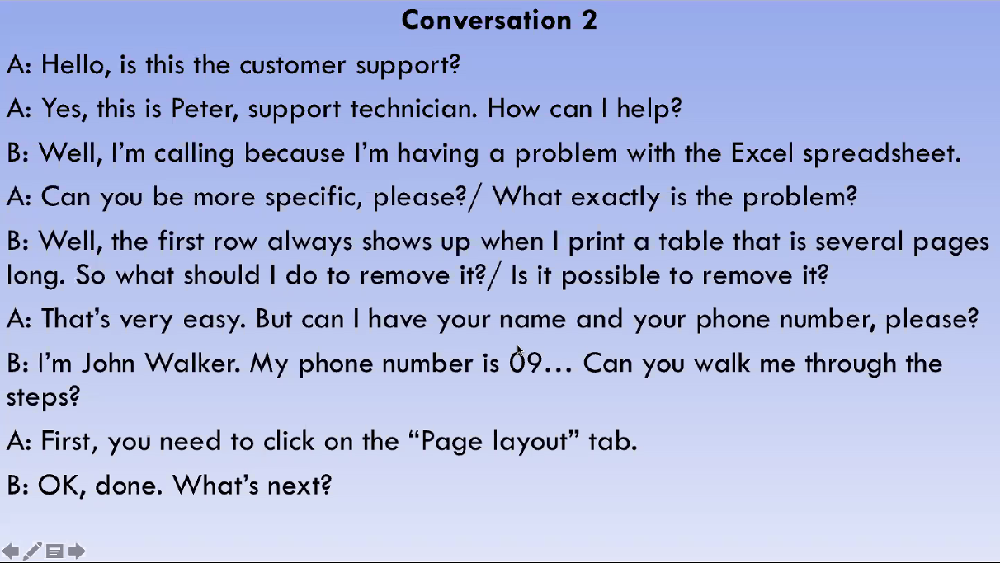 Conversation 2
A: Hello, is this the customer support?
A: Yes, this is Peter, support technician. How can I help?
B: Well, I'm calling because I'm having a problem with the Excel spreadsheet.
A: Can you be more specific, please?/ What exactly is the problem?
B: Well, the first row always shows up when I print a table that is several pages
long. So what should I do to remove it?/ Is it possible to remove it?
A: That's very easy. But can I have your name and your phone number, please?
B: I'm John Walker. My phone number is 09... Can you walk me through the
steps?
A: First, you need to click on the “Page layout” tab.
B: OK, done. What's next?